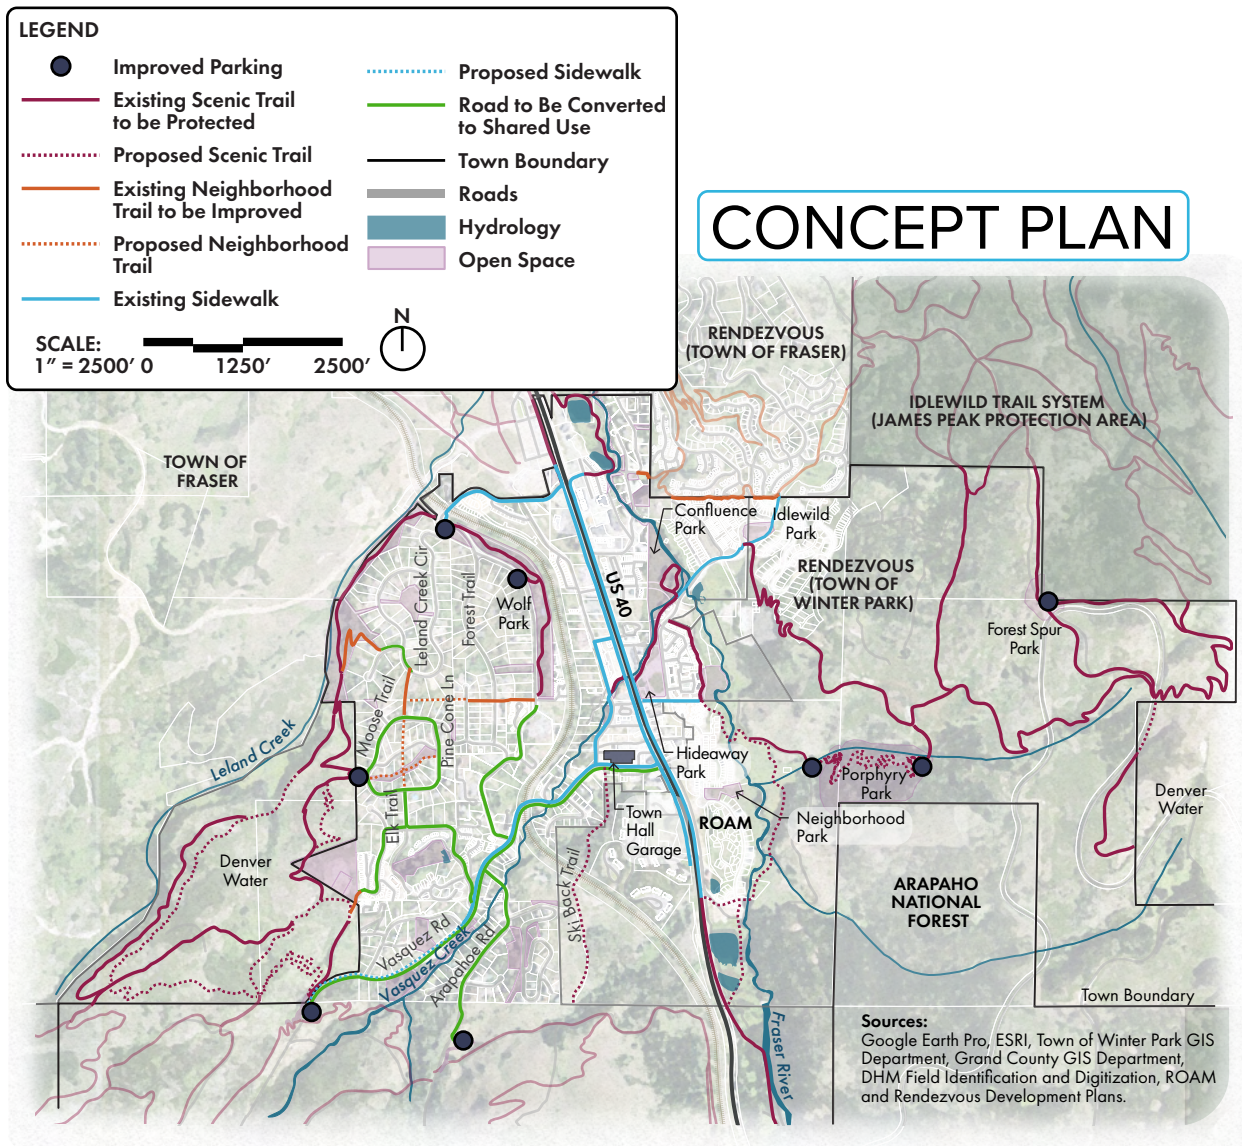 LEGEND
Improved Parking
Existing Scenic Trail
to be Protected
Proposed Scenic Trail
Existing Neighborhood
Trail to be Improved
Proposed Neighborhood
Trail
Existing Sidewalk
Proposed Sidewalk
Road to Be Converted
to Shared Use
Town Boundary
Roads
Hydrology
Open Space
SCALE:
1" = 2500' 0 1250' 2500'
N
CONCEPT PLAN
RENDEZVOUS
(TOWN OF FRASER)
IDLEWILD TRAIL SYSTEM
(JAMES PEAK PROTECTION AREA)
TOWN OF
FRASER
Confluence
Park
Idlewild
Park
US 40
RENDEZVOUS
(TOWN OF
WINTER PARK)
Leland Creek Cir
Forest Trail
Wolf
Park
Forest Spur
Park
Moose Trail
Pine Cone Ln
Leland Creek
Hideaway
Park
Porphyry
Park
Denver
Water
Elk Trail
Town
Hall
Garage
ROAM
Neighborhood
Park
Denver
Water
Ski Back Trail
ARAPAHO
NATIONAL
FOREST
Vasquez Rd
Vasquez Creek
Arapahoe Rd
Town Boundary
Fraser River
Sources:
Google Earth Pro, ESRI, Town of Winter Park GIS
Department, Grand County GIS Department,
DHM Field Identification and Digitization, ROAM
and Rendezvous Development Plans.